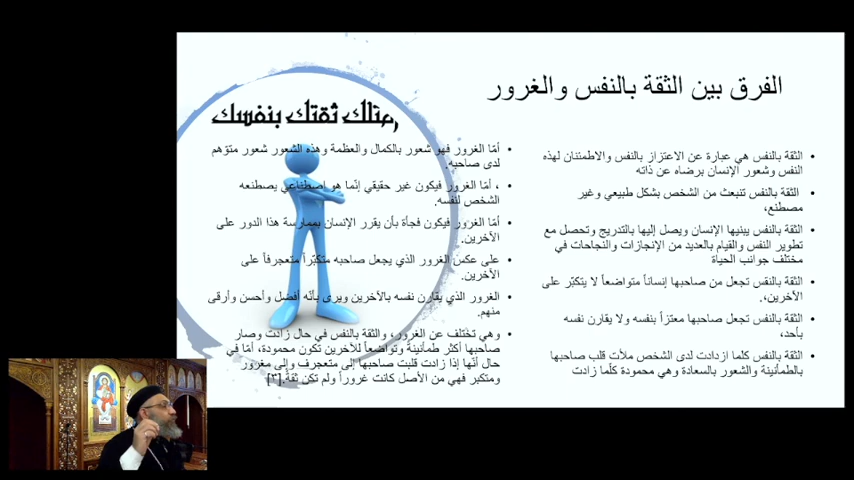 الفرق بين الثقة بالنفس والغرور
الثقة بالنفس هي عبارة عن الاعتزاز بالنفس والاطمئنان لهذه
النفس وشعور الإنسان برضاه عن ذاته
الثقة بالنفس تنبعث من الشخص بشكل طبيعي وغير
مصطنع،
الثقة بالنفس يبنيها الإنسان ويصل إليها بالتدريج وتحصل مع
تطوير النفس والقيام بالعديد من الإنجازات والنجاحات في
مختلف جوانب الحياة
الثقة بالنفس تجعل من صاحبها إنساناً متواضعاً لا يتكبّر على
الآخرين،.
الثقة بالنفس تجعل صاحبها معتزاً بنفسه ولا يقارن نفسه
بأحد،
الثقة بالنفس كلما ازدادت لدى الشخص ملأت قلب صاحبها
بالطمأنينة والشعور بالسعادة وهي محمودة كلّما زادت
ثقتك بنفسك
أمّا الغرور فهو شعور بالكمال والعظمة وهذه الشعور شعور متوّهم
لدى صاحبه.
، أمّا الغرور فيكون غير حقيقي إنّما هو اصطناعي يصطنعه
الشخص لنفسه.
أمّا الغرور فيكون فجأة بأن يقرر الإنسان بممارسة هذا الدور على
الآخرين.
على عكس الغرور الذي يجعل صاحبه متكبّراً متعجرفاً على
الآخرين.
الغرور الذي يقارن نفسه بالآخرين ويرى بأنّه أفضل وأحسن وأرقى
منهم.
وهي تختلف عن الغرور، والثقة بالنفس في حال زادت وصار
صاحبها أكثر طمأنينة وتواضعاً للآخرين تكون محمودة، أمّا في
حال أنّها إذا زادت قلبت صاحبها إلى متعجرف وإلى مغرور
ومتكبر فهي من الأصل كانت غروراً ولم تكن ثقةً.[٣]